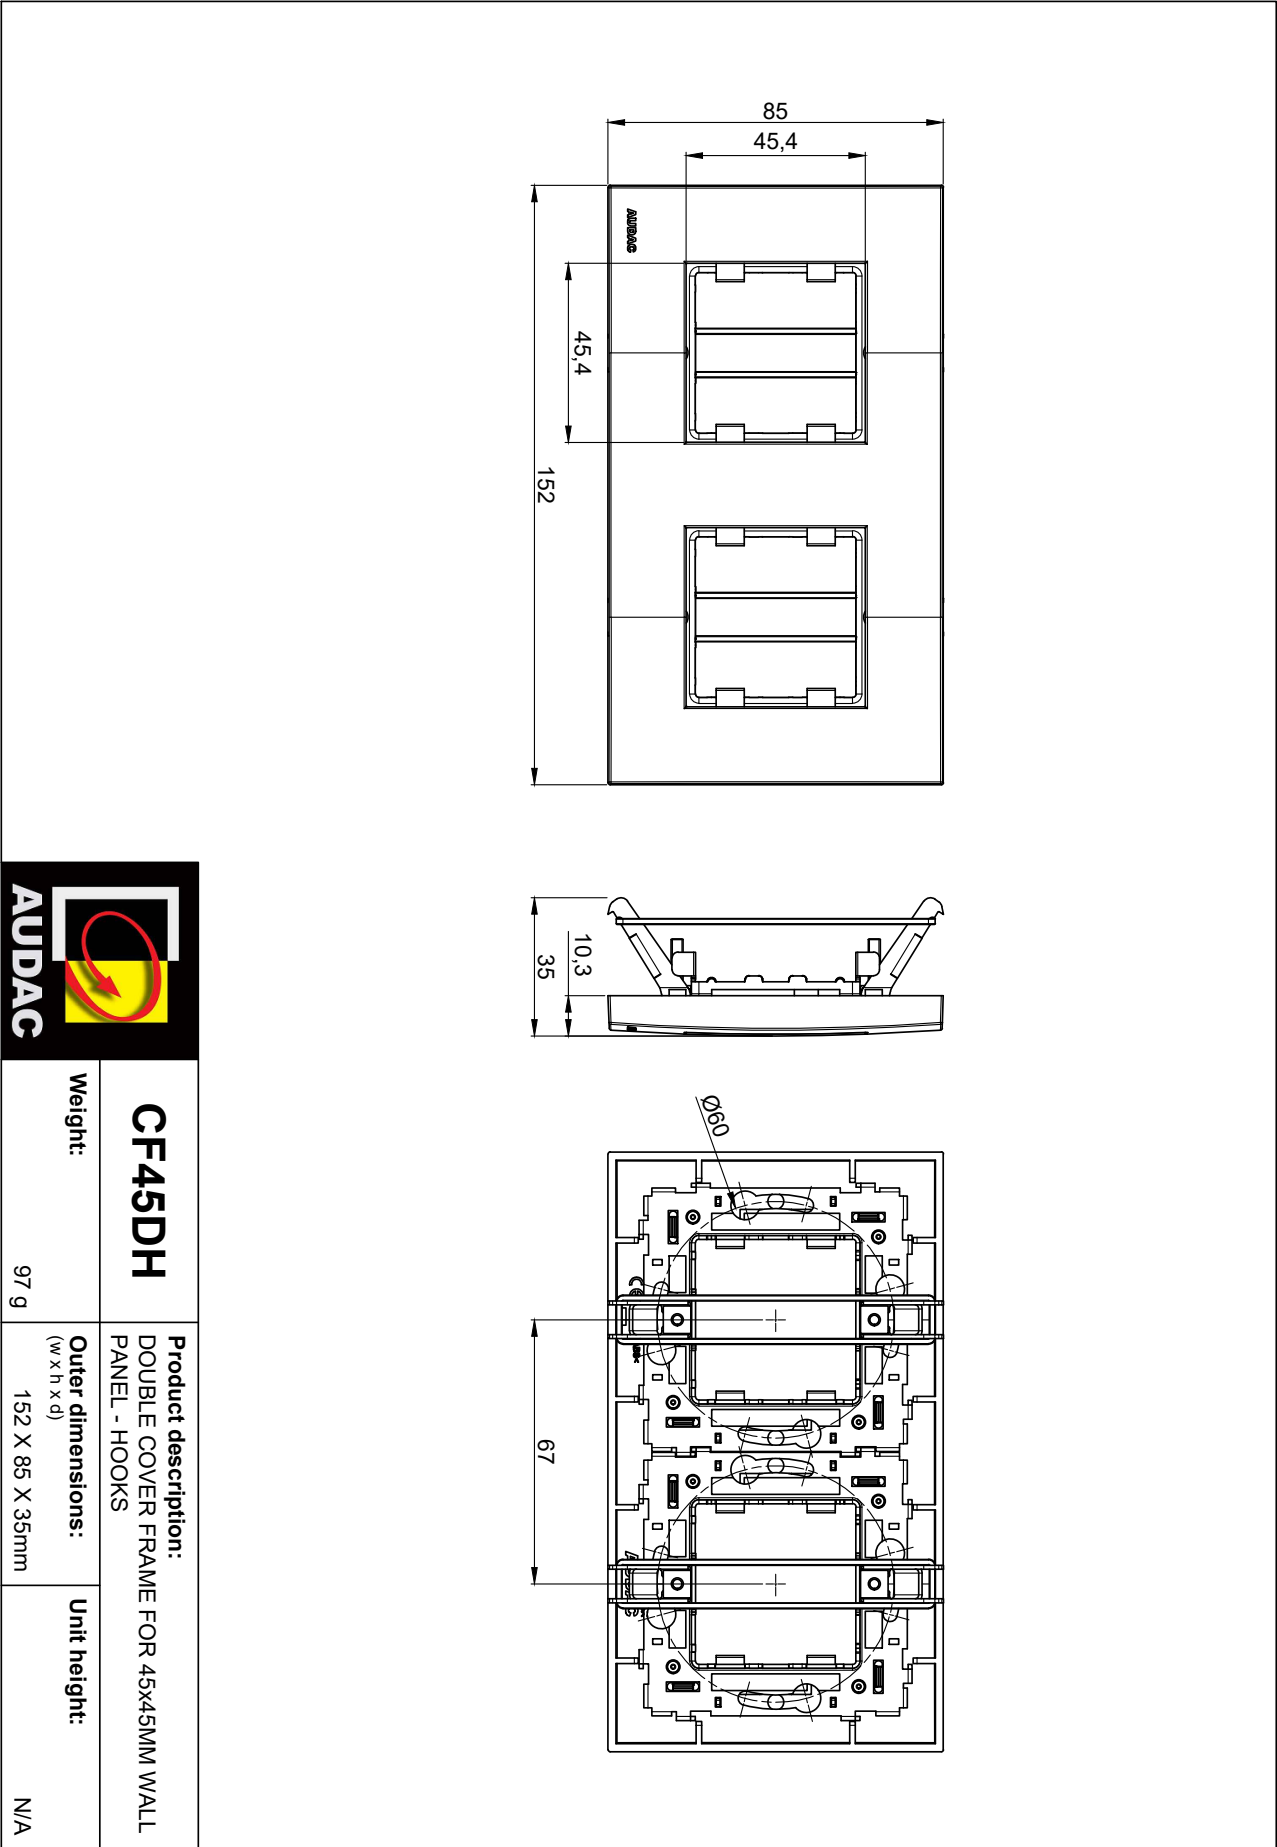 85
45,4
AUDAC
45,4
152
10,3
35
Ø60
67
AUDAC
CF45DH
Product description:
DOUBLE COVER FRAME FOR 45x45MM WALL
PANEL - HOOKS
Weight:
97 g
Outer dimensions:
(w x h x d)
152 X 85 X 35mm
Unit height:
N/A